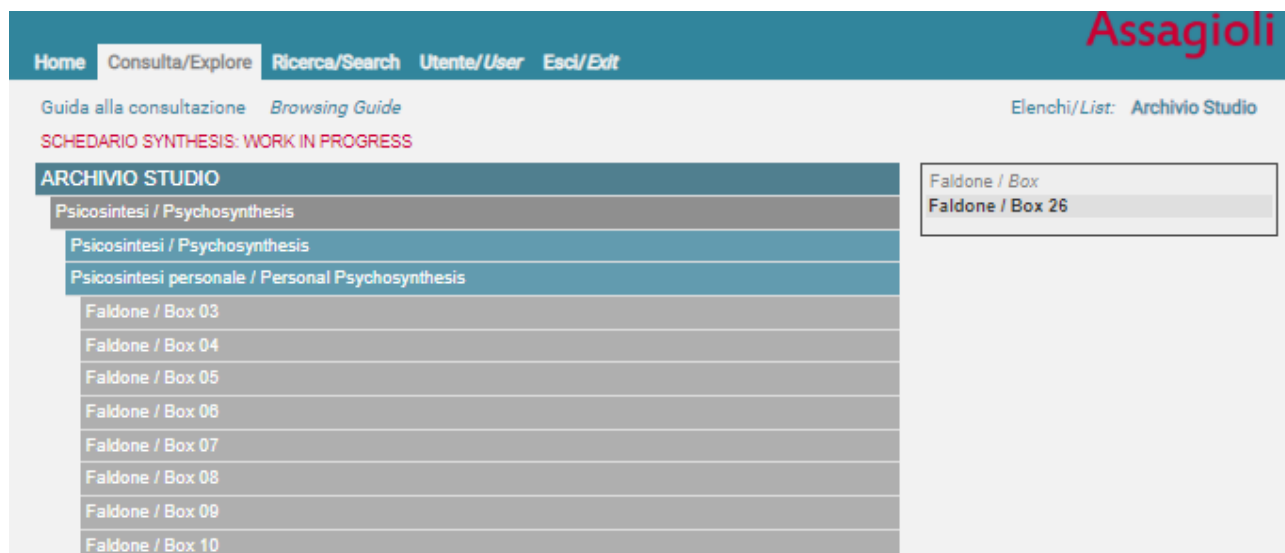 Assagioli
Home Consulta/Explore Ricerca/Search Utente/User Esci/Exit
Guida alla consultazione Browsing Guide Elenchi/List: Archivio Studio
SCHEDARIO SYNTHESIS: WORK IN PROGRESS
ARCHIVIO STUDIO
Psicosintesi / Psychosynthesis
Psicosintesi / Psychosynthesis
Psicosintesi personale / Personal Psychosynthesis
Faldone / Box 03
Faldone / Box 04
Faldone / Box 05
Faldone / Box 06
Faldone / Box 07
Faldone / Box 08
Faldone / Box 09
Faldone / Box 10
Faldone / Box
Faldone / Box 26